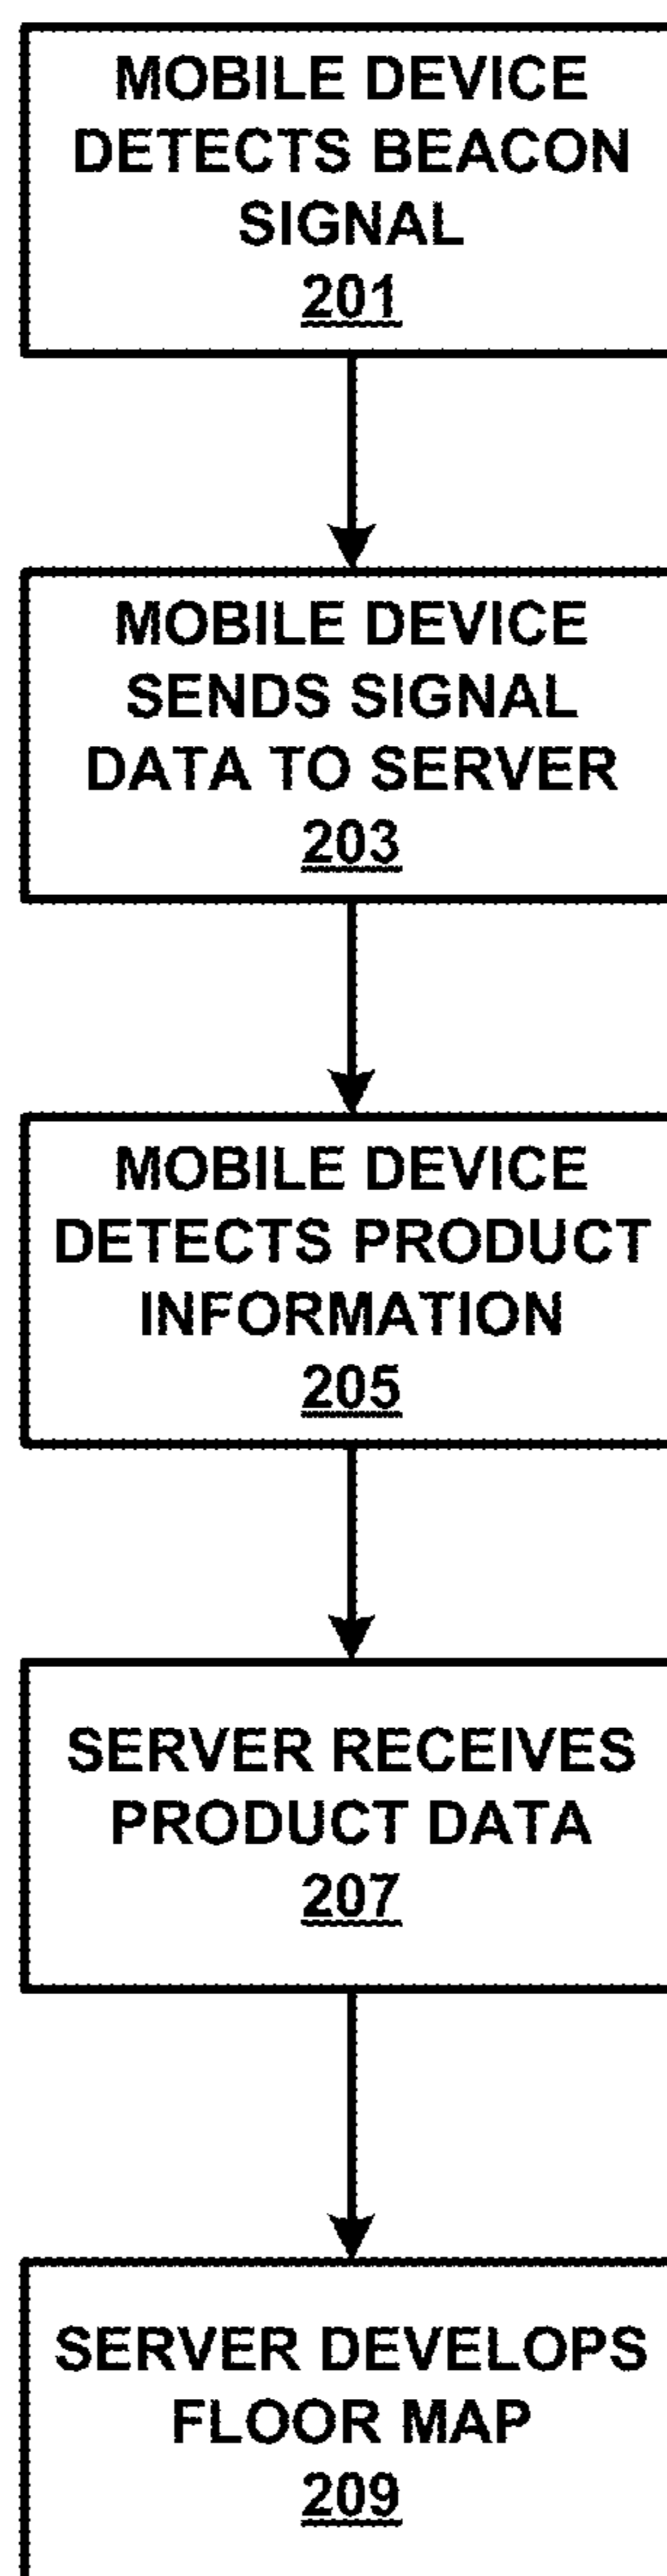 MOBILE DEVICE
DETECTS BEACON
SIGNAL
201
MOBILE DEVICE
SENDS SIGNAL
DATA TO SERVER
203
MOBILE DEVICE
DETECTS PRODUCT
INFORMATION
205
SERVER RECEIVES
PRODUCT DATA
207
SERVER DEVELOPS
FLOOR MAP
209